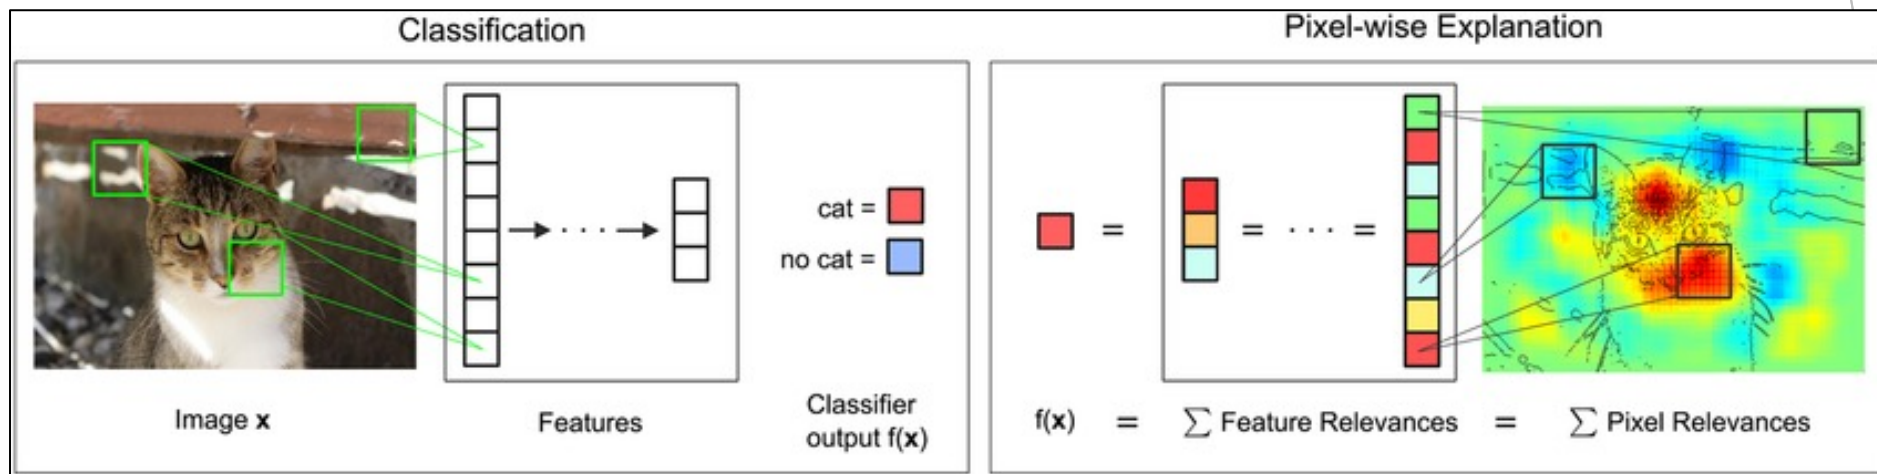 Classification
cat =
no cat =
Image x
Features
Classifier
output f(x)
Pixel-wise Explanation
= = · · · =
f(x) = ∑ Feature Relevances = ∑ Pixel Relevances